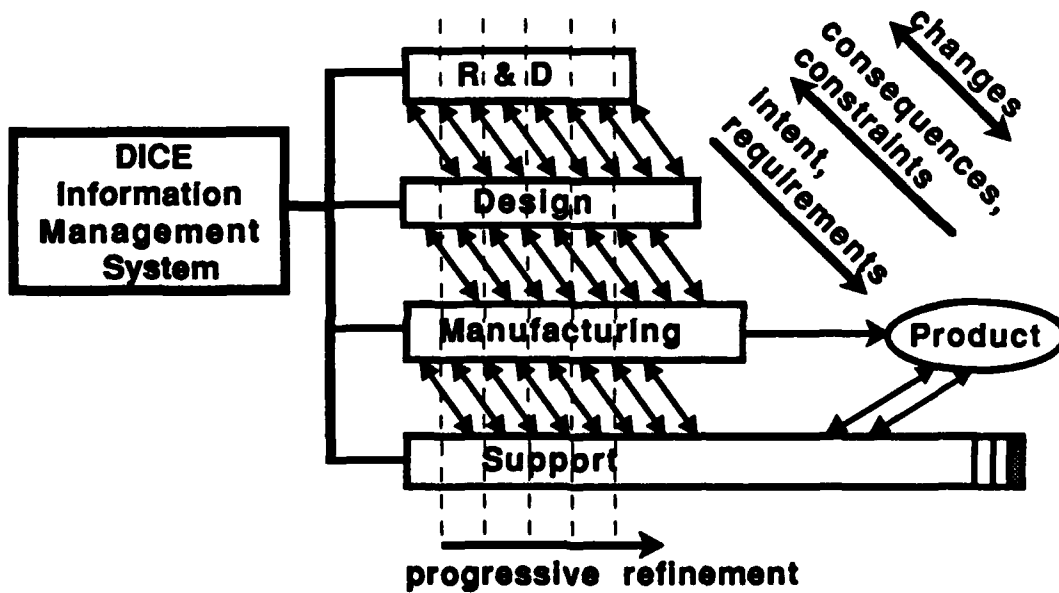 R & D
DICE
Information
Management
System
Design
Manufacturing
Support
changes
consequences,
constraints
intent,
requirements
Product
progressive refinement